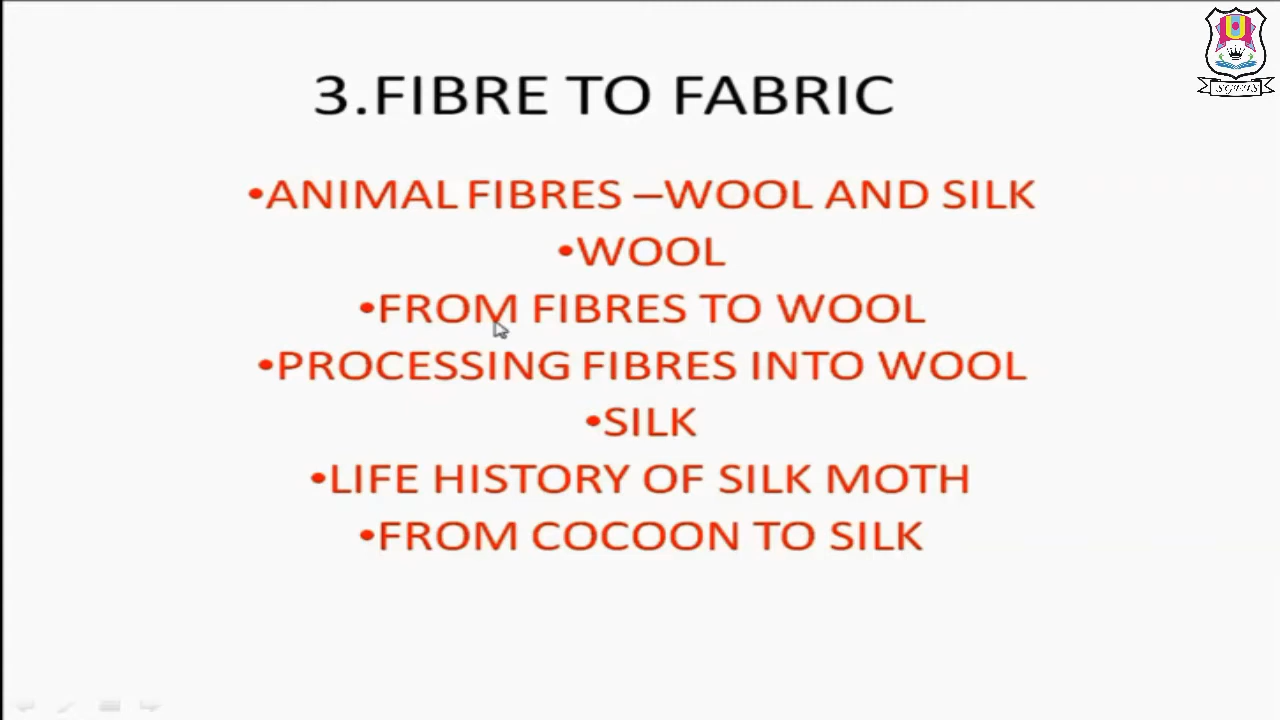 3.FIBRE TO FABRIC
•ANIMAL FIBRES –WOOL AND SILK
•WOOL
•FROM FIBRES TO WOOL
•PROCESSING FIBRES INTO WOOL
•SILK
•LIFE HISTORY OF SILK MOTH
•FROM COCOON TO SILK